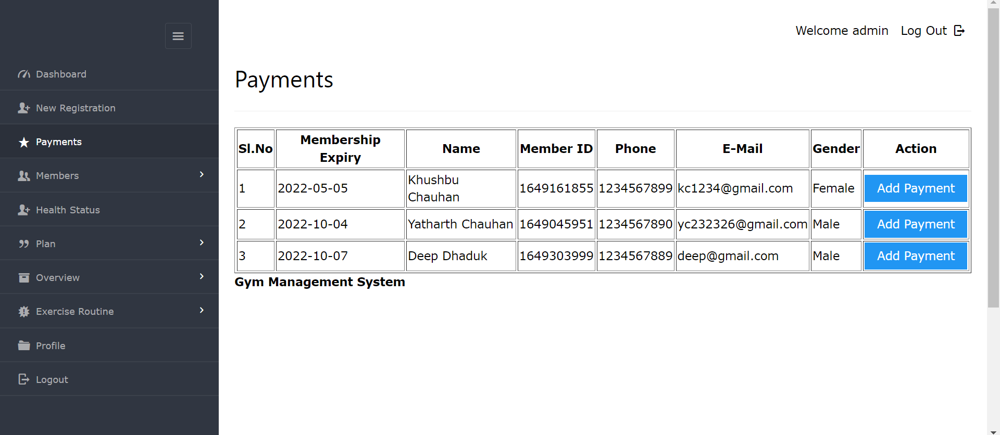 Welcome admin Log Out
Dashboard
New Registration
Payments
Members
Health Status
Plan
Overview
Exercise Routine
Profile
Logout
Payments
Sl.No Membership Expiry Name Member ID Phone E-Mail Gender Action
1 2022-05-05 Khushbu Chauhan 1649161855 1234567899 kc1234@gmail.com Female Add Payment
2 2022-10-04 Yatharth Chauhan 1649045951 1234567890 yc232326@gmail.com Male Add Payment
3 2022-10-07 Deep Dhaduk 1649303999 1234567889 deep@gmail.com Male Add Payment
Gym Management System